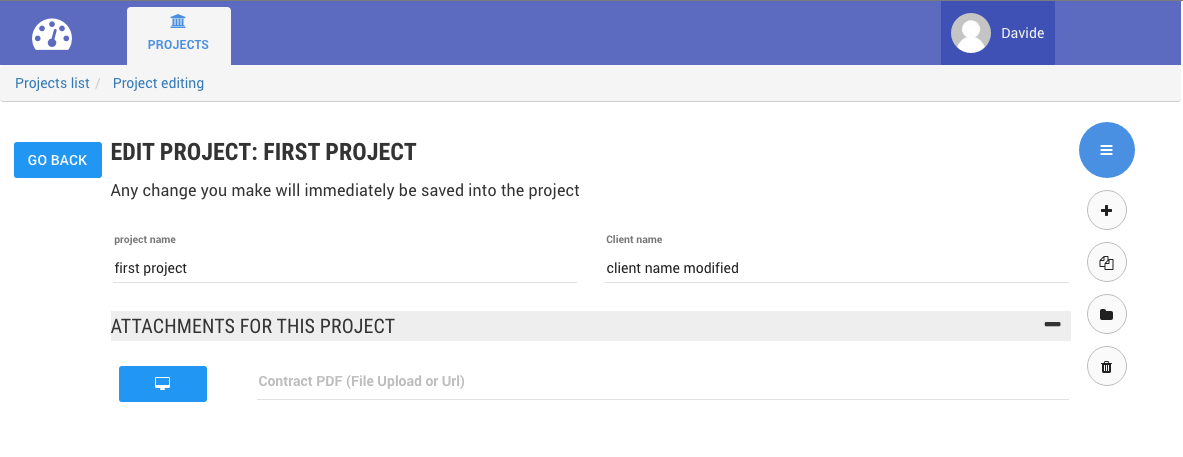 PROJECTS
Davide
Projects list / Project editing
GO BACK
EDIT PROJECT: FIRST PROJECT
Any change you make will immediately be saved into the project
project name
Client name
first project
client name modified
ATTACHMENTS FOR THIS PROJECT
Contract PDF (File Upload or Url)